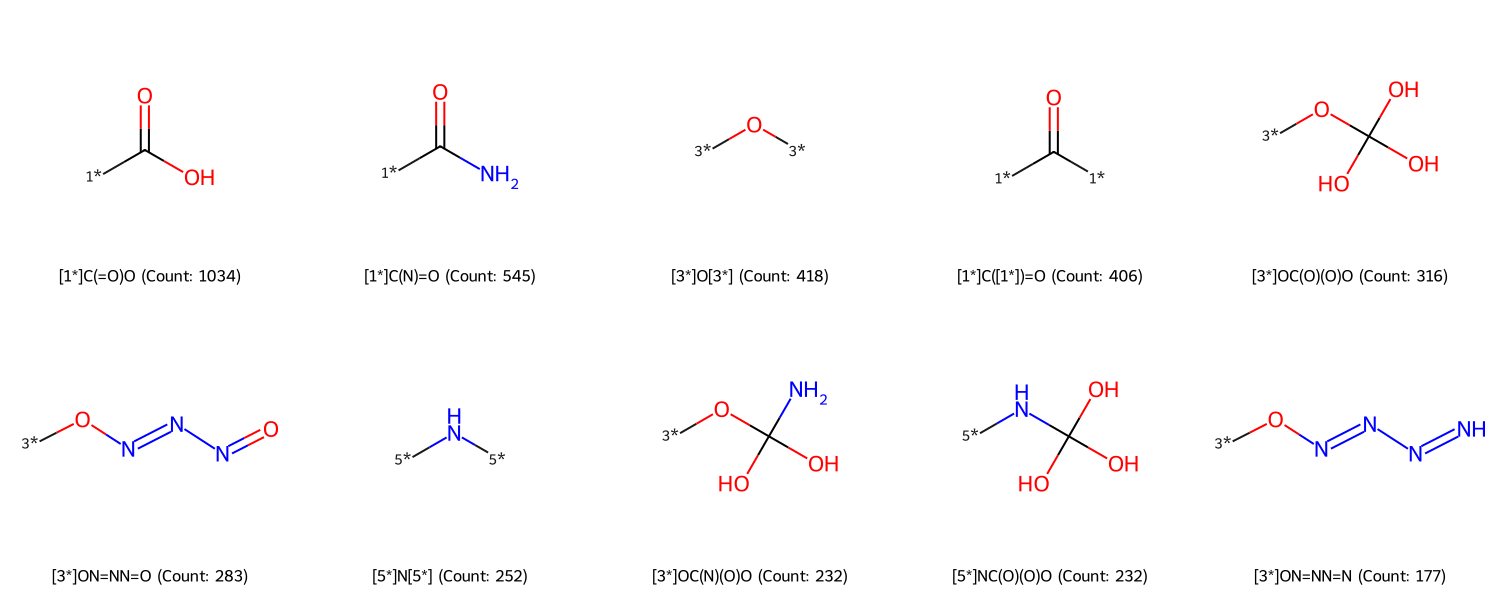 O
1*
OH
[1*]C(=O)O (Count: 1034)
O
1*
NH2
[1*]C(N)=O (Count: 545)
O
3*
3*
[3*]O[3*] (Count: 418)
O
1*
1*
[1*]C([1*])=O (Count: 406)
OH
O
3*
OH
HO
[3*]OC(O)(O)O (Count: 316)
3*
O
N
N
N
O
[3*]ON=NN=O (Count: 283)
H
N
5*
5*
[5*]N[5*] (Count: 252)
NH2
O
3*
OH
HO
[3*]OC(N)(O)O (Count: 232)
H
N
OH
5*
OH
HO
[5*]NC(O)(O)O (Count: 232)
3*
O
N
N
N
NH
[3*]ON=NN=N (Count: 177)